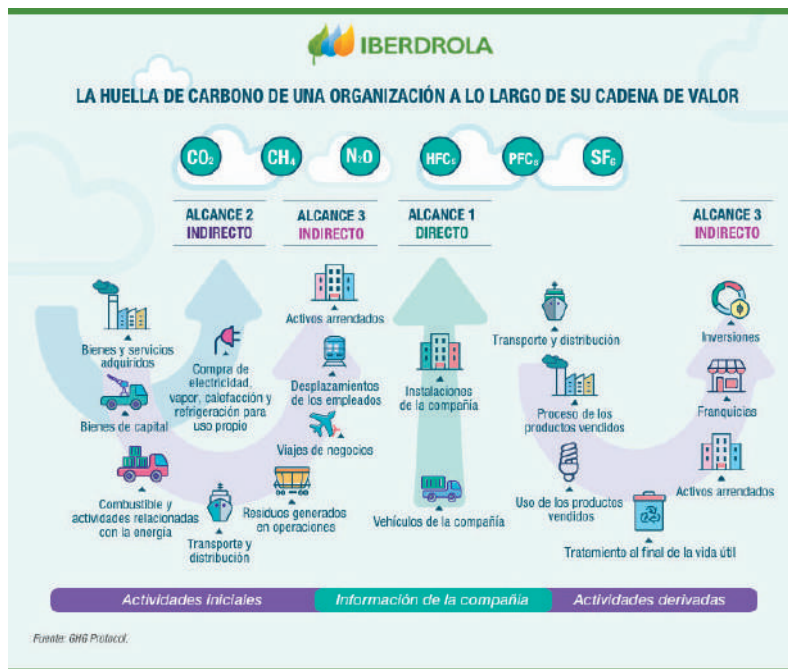 IBERDROLA
LA HUELLA DE CARBONO DE UNA ORGANIZACIÓN A LO LARGO DE SU CADENA DE VALOR
CO₂
CH₄
N₂O
HFCs
PFCs
SF₆
ALCANCE 2
INDIRECTO
ALCANCE 3
INDIRECTO
ALCANCE 1
DIRECTO
ALCANCE 3
INDIRECTO
Bienes y servicios
adquiridos
Bienes de capital
Combustible y
actividades relacionadas
con la energía
Compra de
electricidad,
vapor, calefacción y
refrigeración para
uso propio
Transporte y
distribución
Activos arrendados
Desplazamientos
de los empleados
Viajes de negocios
Residuos generados
en operaciones
Instalaciones
de la compañía
Vehículos de la compañía
Transporte y distribución
Proceso de los
productos vendidos
Uso de los productos
vendidos
Tratamiento al final de la vida útil
Inversiones
Franquicias
Activos arrendados
Actividades iniciales
Información de la compañía
Actividades derivadas
Fuente: GHG Protocol.